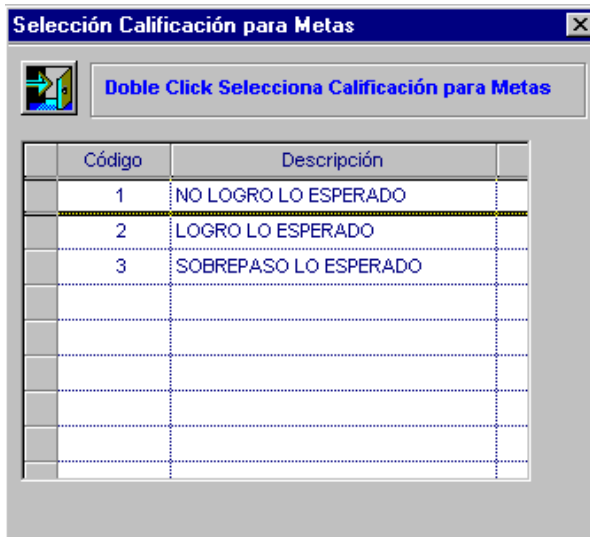 Selección Calificación para Metas
Doble Click Selecciona Calificación para Metas
Código Descripción
1 NO LOGRO LO ESPERADO
2 LOGRO LO ESPERADO
3 SOBREPASO LO ESPERADO